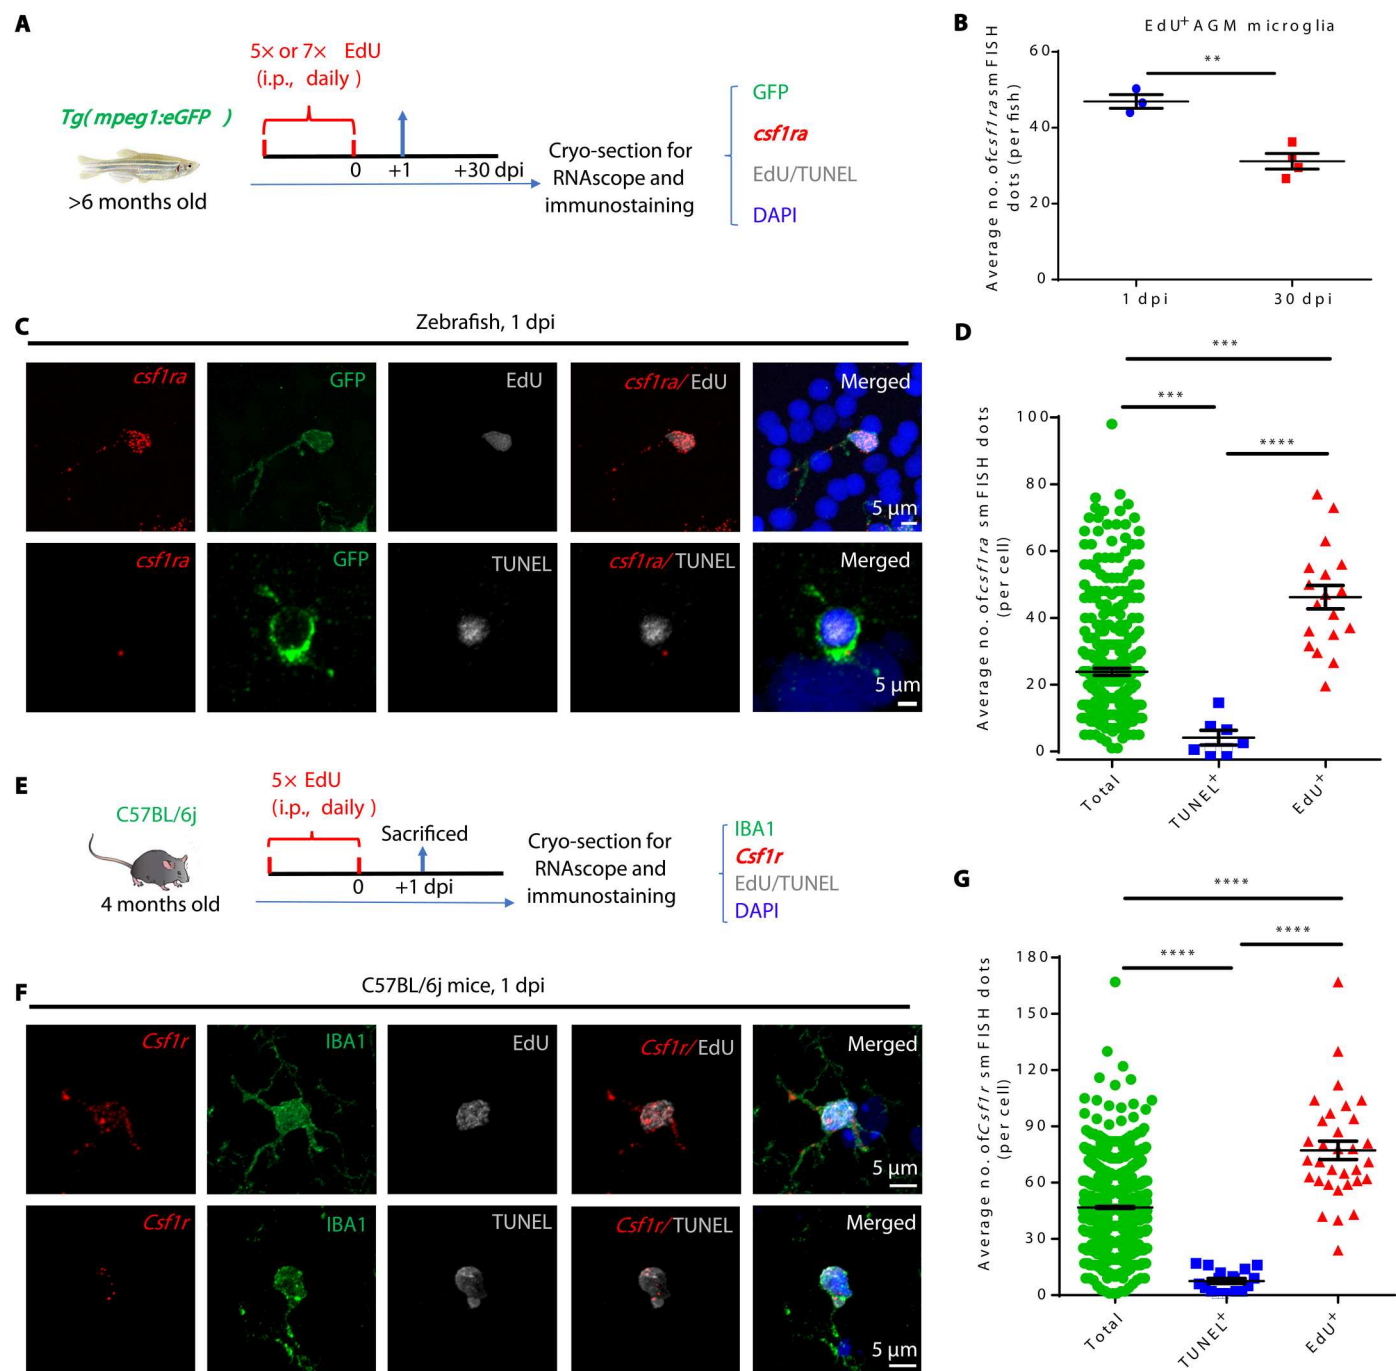 A
5× or 7× EdU
(i.p., daily )
Tg( mpeg1:eGFP )
>6 months old
0 +1 +30 dpi
Cryo-section for
RNAscope and
immunostaining
GFP
csf1ra
EdU/TUNEL
DAPI
B
EdU+ AGM microglia
Average no. of csf1ra smFISH
dots (per fish)
60
**
40
20
0
1 dpi 30 dpi
C
Zebrafish, 1 dpi
csf1ra GFP EdU csf1ra/ EdU Merged
5 µm
csf1ra GFP TUNEL csf1ra/ TUNEL Merged
5 µm
D
***
***
****
Average no. of csf1ra smFISH dots
(per cell)
100
80
60
40
20
0
Total TUNEL+ EdU+
E
5× EdU
(i.p., daily )
C57BL/6j
4 months old
Sacrificed
0 +1 dpi
Cryo-section for
RNAscope and
immunostaining
IBA1
Csf1r
EdU/TUNEL
DAPI
F
C57BL/6j mice, 1 dpi
Csf1r IBA1 EdU Csf1r/ EdU Merged
5 µm
Csf1r IBA1 TUNEL Csf1r/ TUNEL Merged
5 µm
G
****
****
****
Average no. of Csf1r smFISH dots
(per cell)
180
150
120
90
60
30
0
Total TUNEL+ EdU+